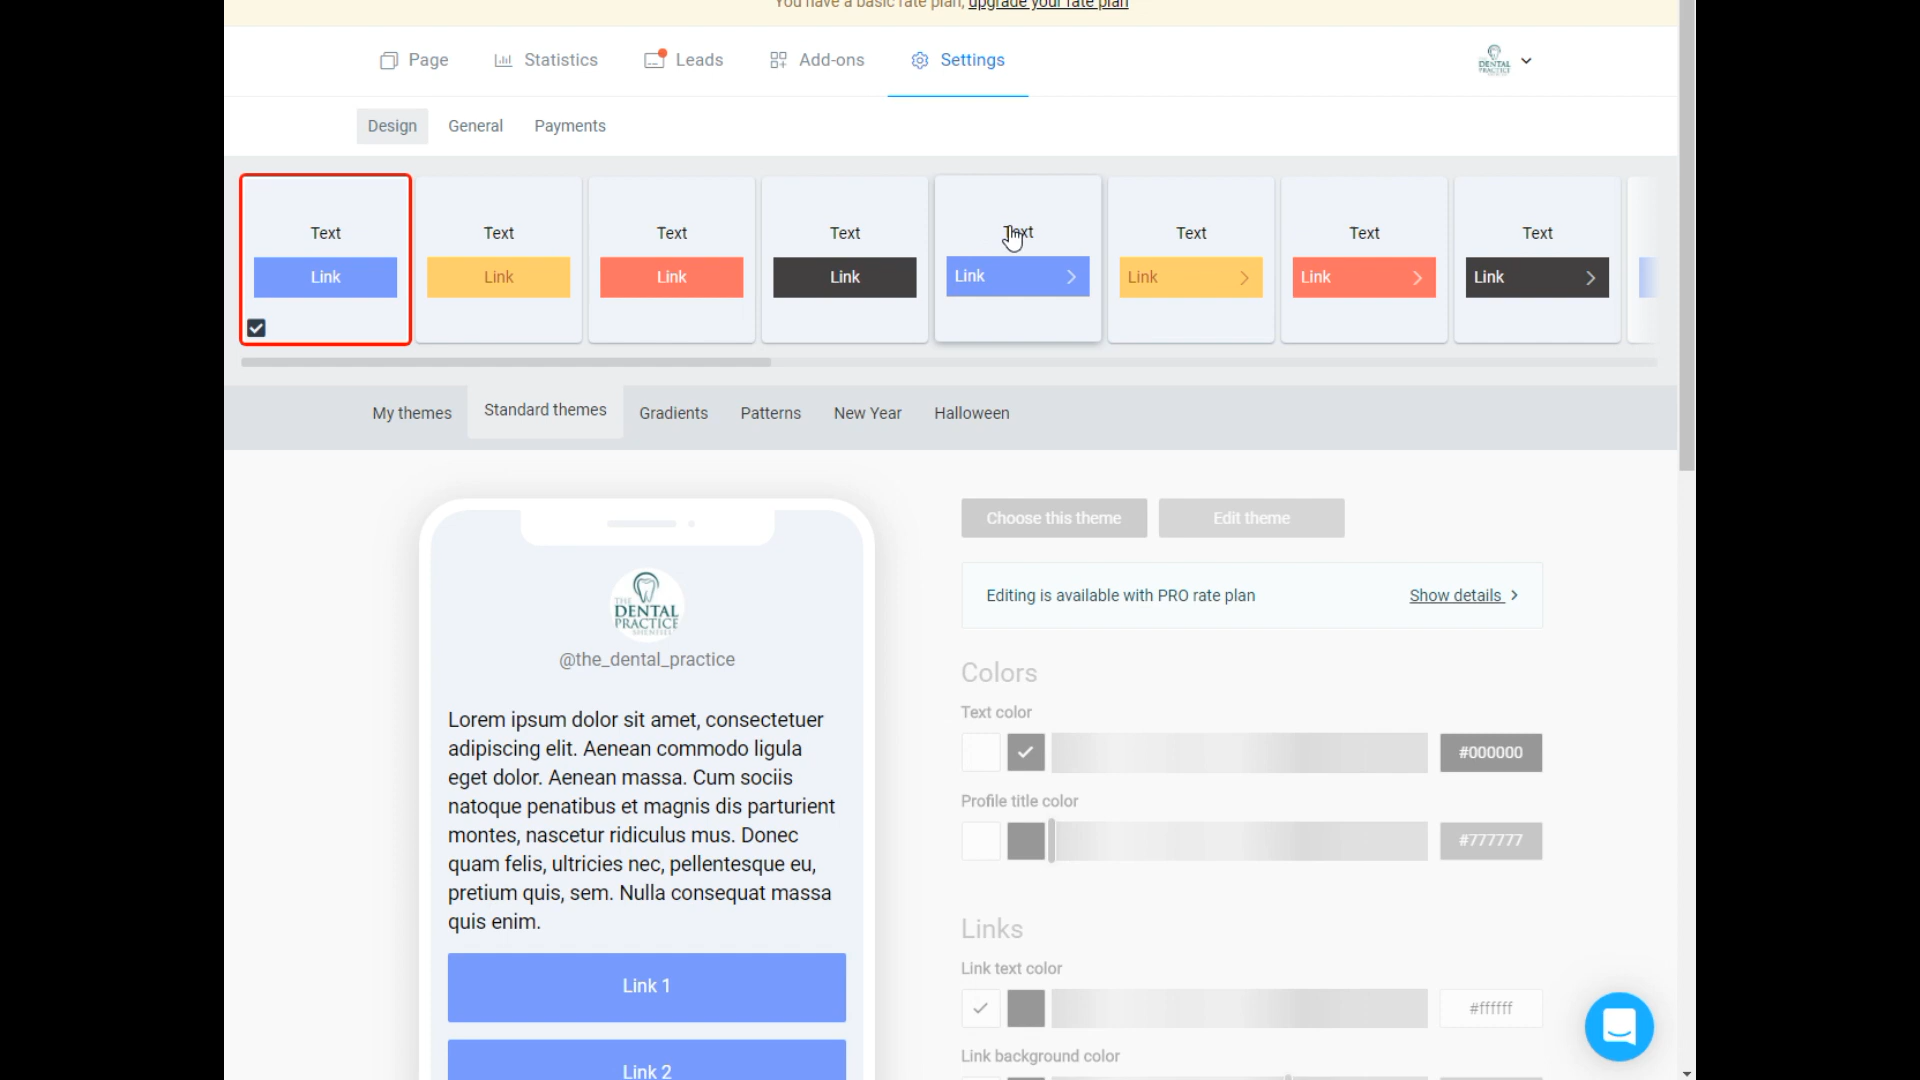 You have a basic rate plan, upgrade your rate plan
Page Statistics Leads Add-ons Settings
DENTAL
PRACTICE
Design General Payments
Text Text Text Text Text Text Text Text
Link Link Link Link Link Link Link Link
My themes Standard themes Gradients Patterns New Year Halloween
Choose this theme Edit theme
Editing is available with PRO rate plan Show details
THE
DENTAL
PRACTICE
@the_dental_practice
Lorem ipsum dolor sit amet, consectetuer
adipiscing elit. Aenean commodo ligula
eget dolor. Aenean massa. Cum sociis
natoque penatibus et magnis dis parturient
montes, nascetur ridiculus mus. Donec
quam felis, ultricies nec, pellentesque eu,
pretium quis, sem. Nulla consequat massa
quis enim.
Link 1
Link 2
Colors
Text color
#000000
Profile title color
#777777
Links
Link text color
#ffffff
Link background color